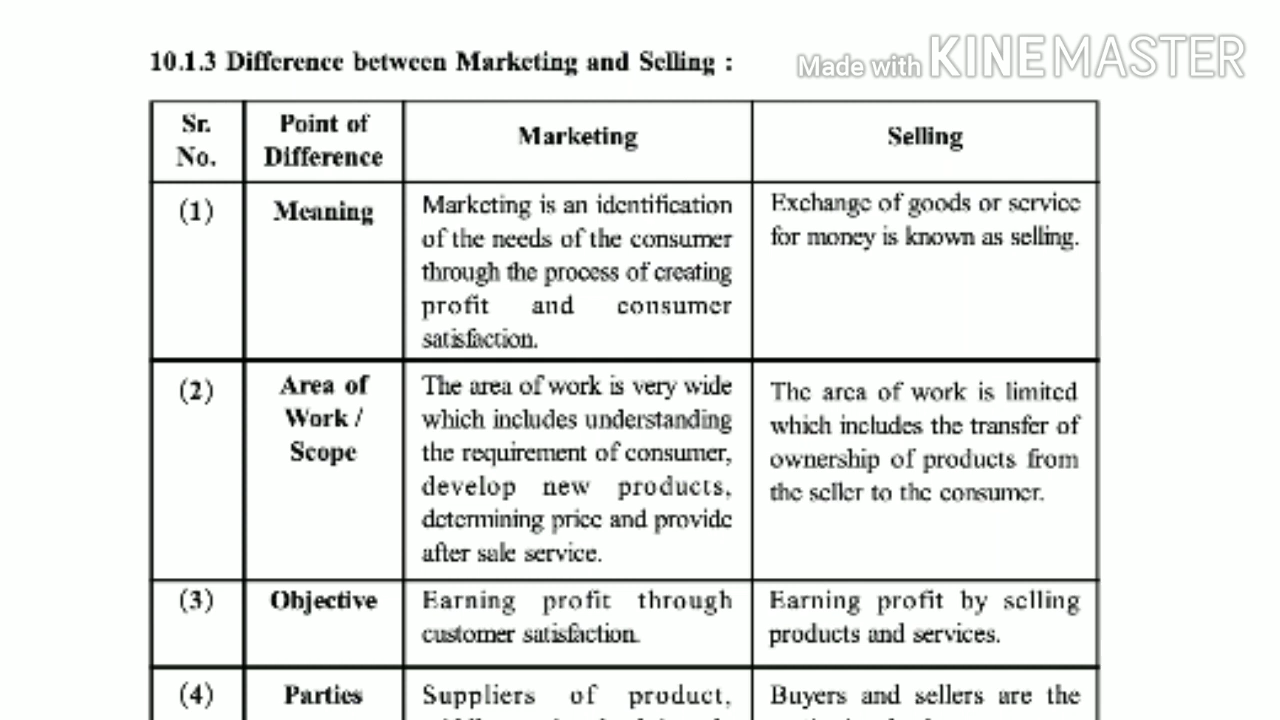 10.1.3 Difference between Marketing and Selling :
Made with KINEMASTER
Sr.
No.
Point of
Difference
Marketing
Selling
(1)
Meaning
Marketing is an identification
of the needs of the consumer
through the process of creating
profit and consumer
satisfaction.
Exchange of goods or service
for money is known as selling.
(2)
Area of
Work /
Scope
The area of work is very wide
which includes understanding
the requirement of consumer,
develop new products,
determining price and provide
after sale service.
The area of work is limited
which includes the transfer of
ownership of products from
the seller to the consumer.
(3)
Objective
Earning profit through
customer satisfaction.
Earning profit by selling
products and services.
(4)
Parties
Suppliers of product,
Buyers and sellers are the